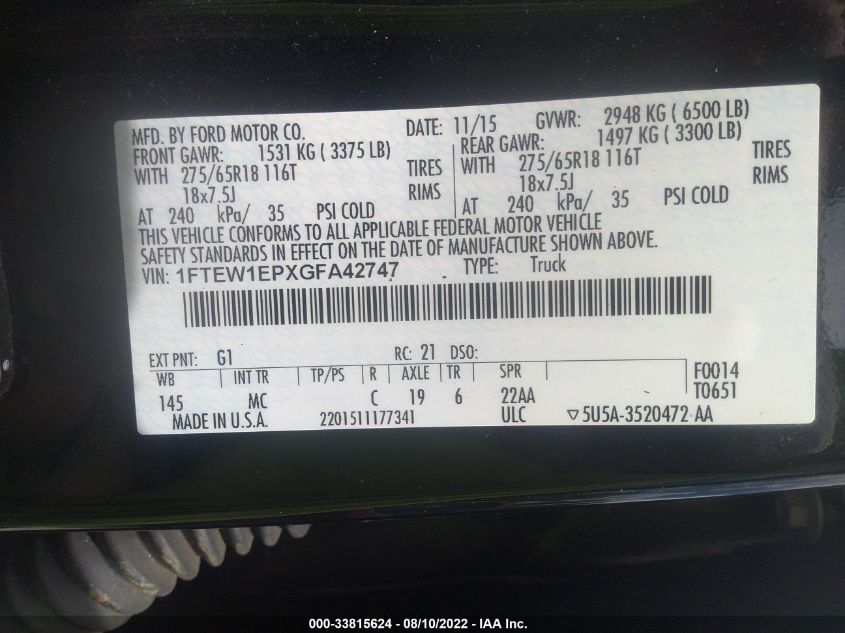 MFD. BY FORD MOTOR CO.
DATE: 11/15 GVWR: 2948 KG ( 6500 LB)
FRONT GAWR: 1531 KG ( 3375 LB)
REAR GAWR: 1497 KG ( 3300 LB)
WITH 275/65R18 116T TIRES
WITH 275/65R18 116T TIRES
18x7.5J RIMS
18x7.5J RIMS
AT 240 kPa/ 35 PSI COLD
AT 240 kPa/ 35 PSI COLD
THIS VEHICLE CONFORMS TO ALL APPLICABLE FEDERAL MOTOR VEHICLE
SAFETY STANDARDS IN EFFECT ON THE DATE OF MANUFACTURE SHOWN ABOVE.
VIN: 1FTEW1EPXGFA42747 TYPE: Truck
EXT PNT: G1 RC: 21 DSO:
WB INT TR TP/PS R AXLE TR SPR F0014
145 MC C 19 6 22AA T0651
MADE IN U.S.A. 2201511177341 ULC ▽5U5A-3520472 AA
000-33815624 - 08/10/2022 - IAA Inc.